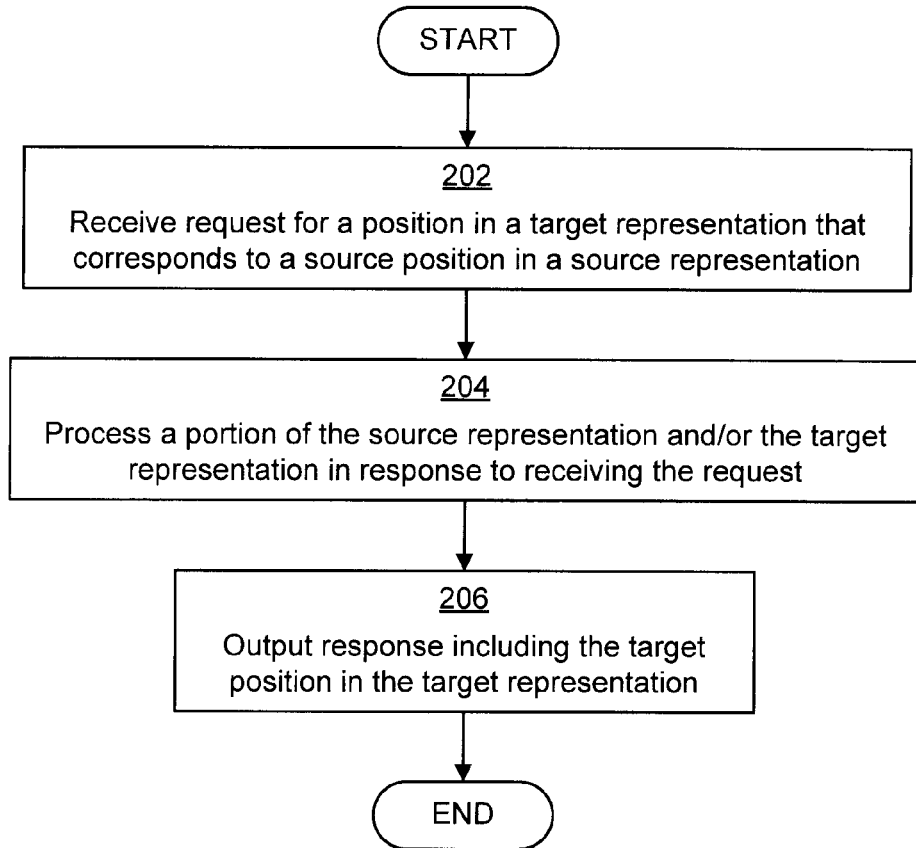 START
202
Receive request for a position in a target representation that
corresponds to a source position in a source representation
204
Process a portion of the source representation and/or the target
representation in response to receiving the request
206
Output response including the target
position in the target representation
END